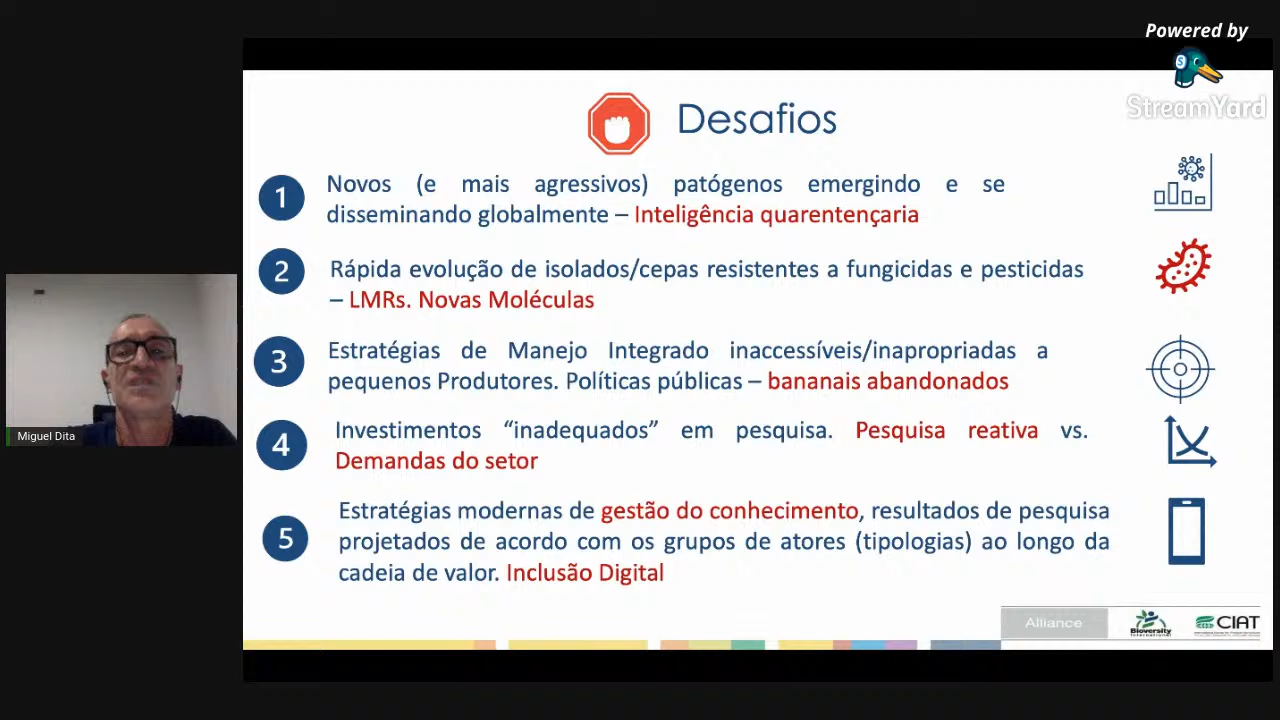 Powered by
StreamYard
Desafios
1
Novos (e mais agressivos) patógenos emergindo e se
disseminando globalmente – Inteligência quarentençaria
2
Rápida evolução de isolados/cepas resistentes a fungicidas e pesticidas
– LMRs. Novas Moléculas
3
Estratégias de Manejo Integrado inaccessíveis/inapropriadas a
pequenos Produtores. Políticas públicas – bananais abandonados
4
Investimentos “inadequados” em pesquisa. Pesquisa reativa vs.
Demandas do setor
5
Estratégias modernas de gestão do conhecimento, resultados de pesquisa
projetados de acordo com os grupos de atores (tipologias) ao longo da
cadeia de valor. Inclusão Digital
Miguel Dita
Alliance
Bioversity
International
CIAT